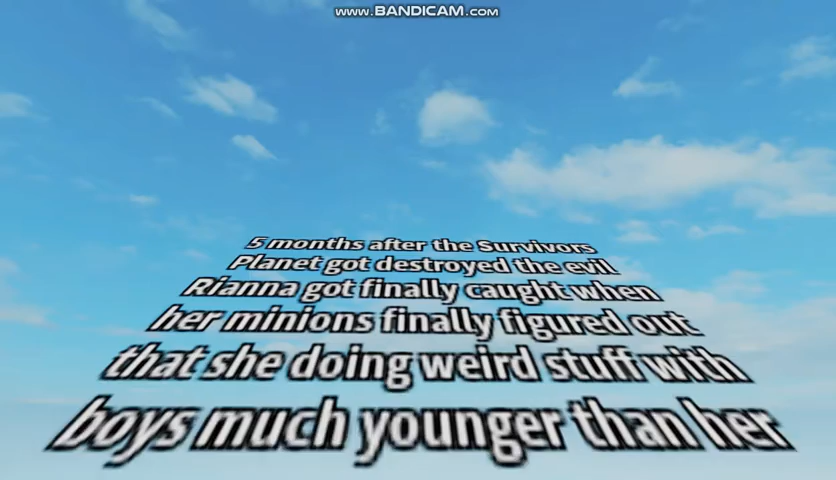 WWW.BANDICAM.COM
5 months after the Survivors
Planet got destroyed the evil
Rianna got finally caught when
her minions finally figured out
that she doing weird stuff with
boys much younger than her